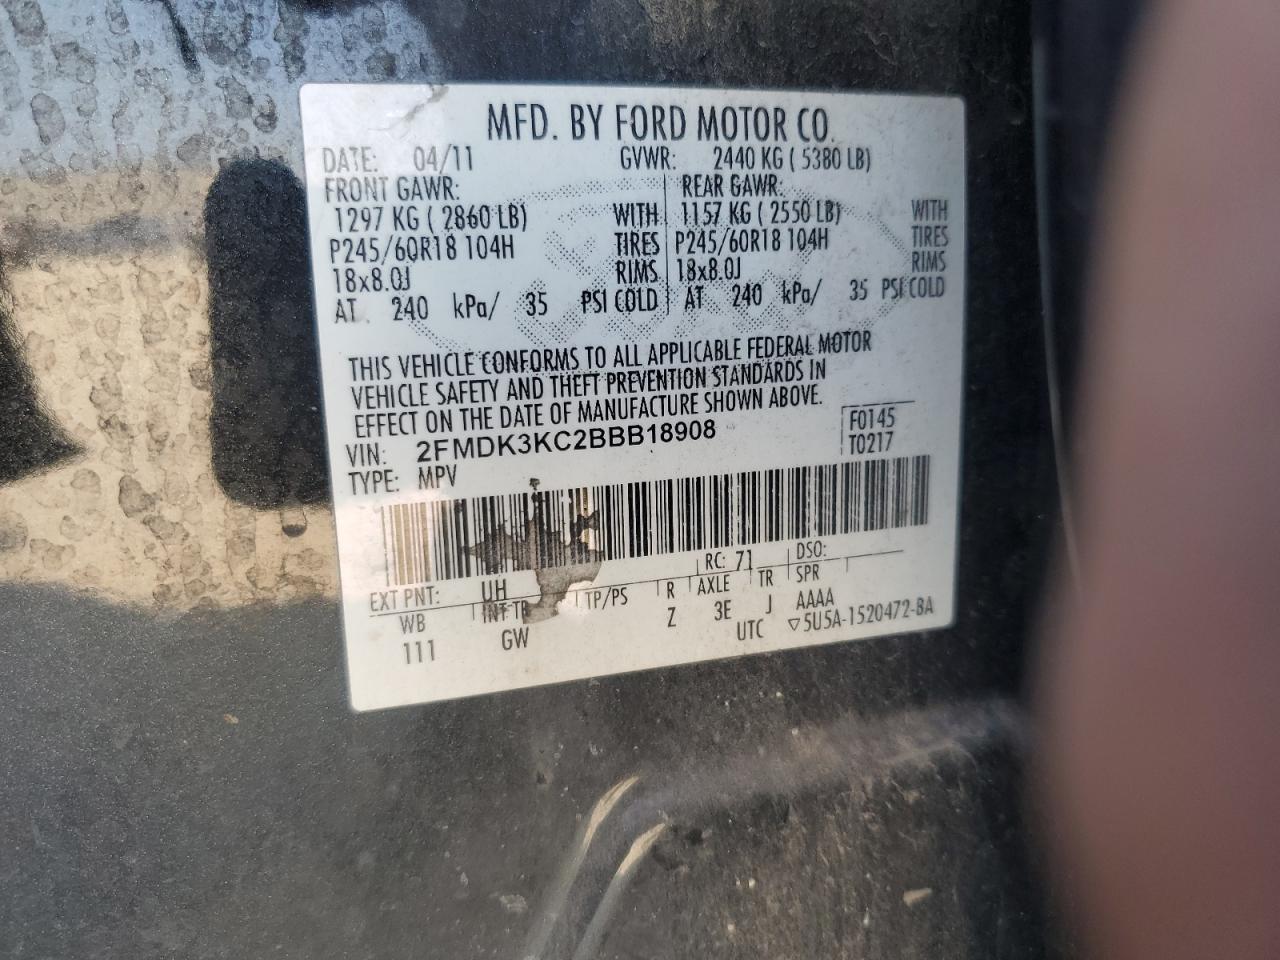 MFD. BY FORD MOTOR CO.
DATE: 04/11 GVWR: 2440 KG ( 5380 LB)
FRONT GAWR: REAR GAWR:
1297 KG ( 2860 LB) WITH 1157 KG ( 2550 LB) WITH
P245/60R18 104H TIRES P245/60R18 104H TIRES
18x8.0J RIMS 18x8.0J RIMS
AT 240 kPa/ 35 PSI COLD AT 240 kPa/ 35 PSI COLD
THIS VEHICLE CONFORMS TO ALL APPLICABLE FEDERAL MOTOR
VEHICLE SAFETY AND THEFT PREVENTION STANDARDS IN
EFFECT ON THE DATE OF MANUFACTURE SHOWN ABOVE.
VIN: 2FMDK3KC2BBB18908 F0145
TYPE: MPV T0217
EXT PNT: UH RC: 71 DSO:
WB INT TR TP/PS R AXLE TR SPR
111 GW Z 3E J AAAA
UTC ▽5U5A-1520472-BA